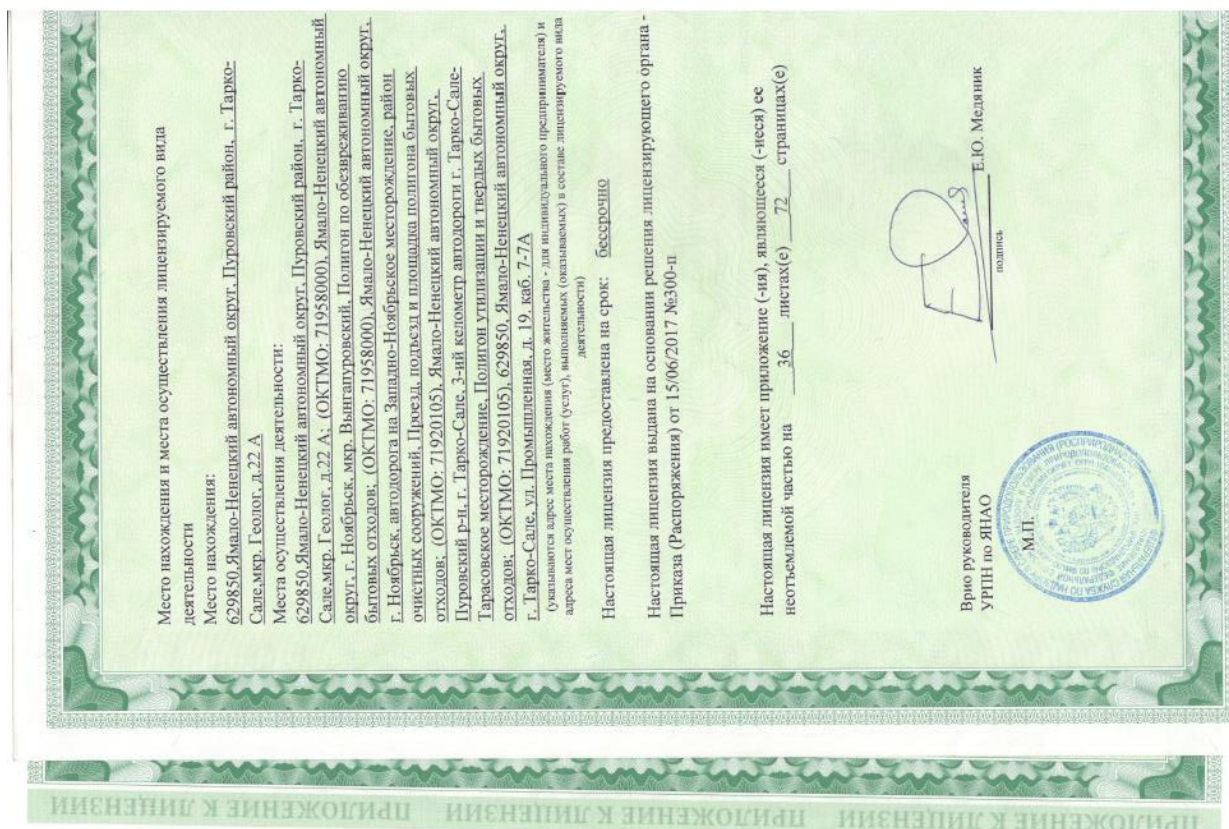 Место нахождения и места осуществления лицензируемого вида
деятельности
Место нахождения:
629850,Ямало-Ненецкий автономный округ, Пуровский район, г. Тарко-
Сале,мкр. Геолог, д.22 А
Места осуществления деятельности:
629850,Ямало-Ненецкий автономный округ, Пуровский район, г. Тарко-
Сале,мкр. Геолог, д.22 А; (ОКТМО: 71958000), Ямало-Ненецкий автономный
округ, г. Ноябрьск, мкр. Вынгапуровский, Полигон по обезвреживанию
бытовых отходов; (ОКТМО: 71958000), Ямало-Ненецкий автономный округ,
г. Ноябрьск, автодорога на Западно-Ноябрьское месторождение, район
очистных сооружений, Проезд, подъезд и площадка полигона бытовых
отходов; (ОКТМО: 71920105), Ямало-Ненецкий автономный округ,
Пуровский р-н, г. Тарко-Сале, 3-ий келометр автодороги г. Тарко-Сале-
Тарасовское месторождение, Полигон утилизации и твердых бытовых
отходов; (ОКТМО: 71920105), 629850, Ямало-Ненецкий автономный округ,
г. Тарко-Сале, ул. Промышленная, д. 19, каб. 7-7А
(указываются адрес места нахождения (место жительства - для индивидуального предпринимателя) и
адреса мест осуществления работ (услуг), выполняемых (оказываемых) в составе лицензируемого вида
деятельности)
Настоящая лицензия предоставлена на срок: бессрочно
Настоящая лицензия выдана на основании решения лицензирующего органа -
Приказа (Распоряжения) от 15/06/2017 №300-п
Настоящая лицензия имеет приложение (-ия), являющееся (-иеся) ее
неотъемлемой частью на 36 листах(е) 72 страницах(е)
Врио руководителя
УРПН по ЯНАО
М.П.
Е.Ю. Медяник
подпись
ПРИЛОЖЕНИЕ К ЛИЦЕНЗИИ ПРИЛОЖЕНИЕ К ЛИЦЕНЗИИ ПРИЛОЖЕНИЕ К ЛИЦЕНЗИИ